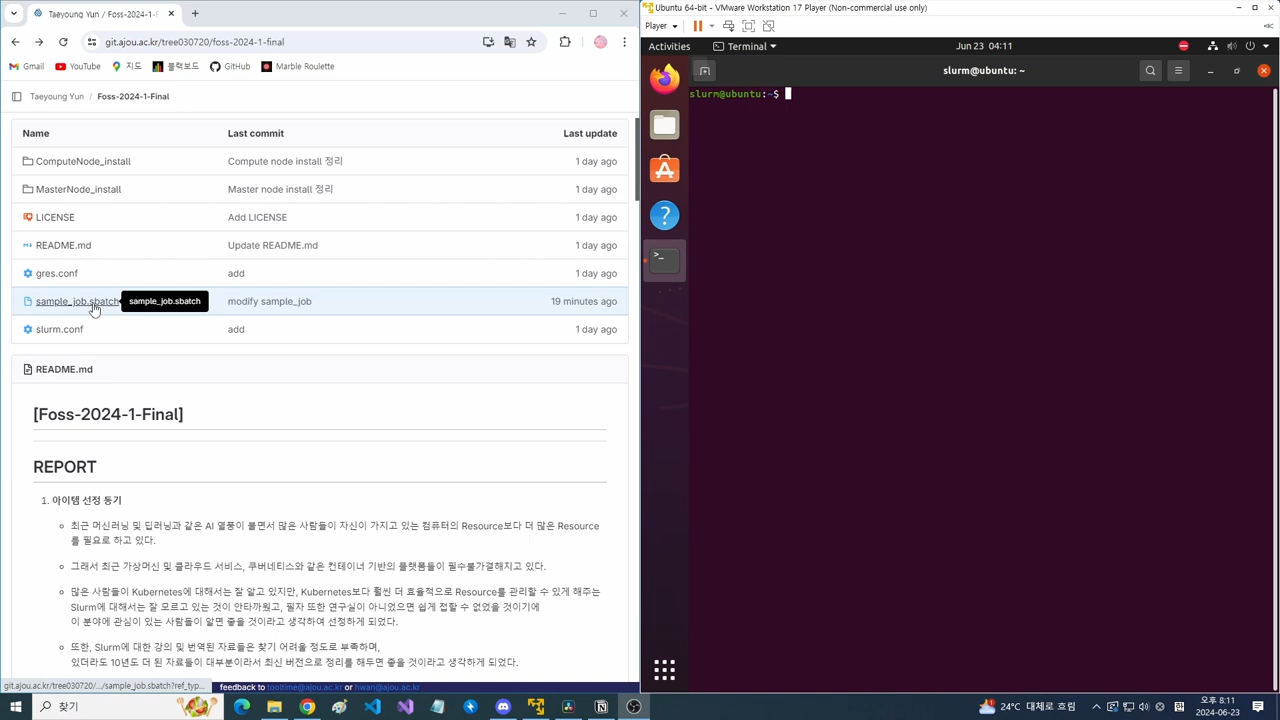 Taeyoung Yun / Foss-2024-1-F
git.ajou.ac.kr/tree030720/foss-2024-1-final
Gmail
YouTube
지도
블랙보드
GitHub
Marble Roulette
Taeyoung Yun / Foss-2024-1-Final
Name Last commit Last update
ComputeNode_install Compute node install 정리 1 day ago
MasterNode_install Master node install 정리 1 day ago
LICENSE Add LICENSE 1 day ago
README.md Update README.md 1 day ago
gres.conf add 1 day ago
sample_job.sbatch sample_job.sbatch modify sample_job 19 minutes ago
slurm.conf add 1 day ago
README.md
[Foss-2024-1-Final]
REPORT
1. 아이템 선정 동기
최근 머신러닝 및 딥러닝과 같은 AI 열풍이 불면서 많은 사람들이 자신이 가지고 있는 컴퓨터의 Resource보다 더 많은 Resource
를 필요로 하고 있다.
그래서 최근 가상머신 및 클라우드 서비스, 쿠버네티스와 같은 컨테이너 기반의 플랫폼들이 필수불가결해지고 있다.
많은 사람들이 Kubernetes에 대해서는 잘 알고 있지만, Kubernetes보다 훨씬 더 효율적으로 Resource를 관리할 수 있게 해주는
Slurm에 대해서는 잘 모르고 있는 것이 안타까웠고, 필자 또한 연구실이 아니었으면 쉽게 접할 수 없었을 것이기에
이 분야에 관심이 있는 사람들이 알면 좋을 것이라고 생각하여 선정하게 되었다.
또한, Slurm에 대한 강의 및 번역된 자료들은 찾기 어려울 정도로 부족하며,
있더라도 10년도 더 된 자료들이 대부분이라서 최신 버전으로 정리를 해두면 좋을 것이라고 생각하게 되었다.
git.ajou.ac.kr/tree030720/.../sample_job.sbatch?ref_typ...
feedback to tooltime@ajou.ac.kr or hwan@ajou.ac.kr
Ubuntu 64-bit - VMware Workstation 17 Player (Non-commercial use only)
Player
Activities Terminal Jun 23 04:11
slurm@ubuntu: ~
slurm@ubuntu:~$
찾기
24°C 대체로 흐림
오후 8:11
2024-06-23